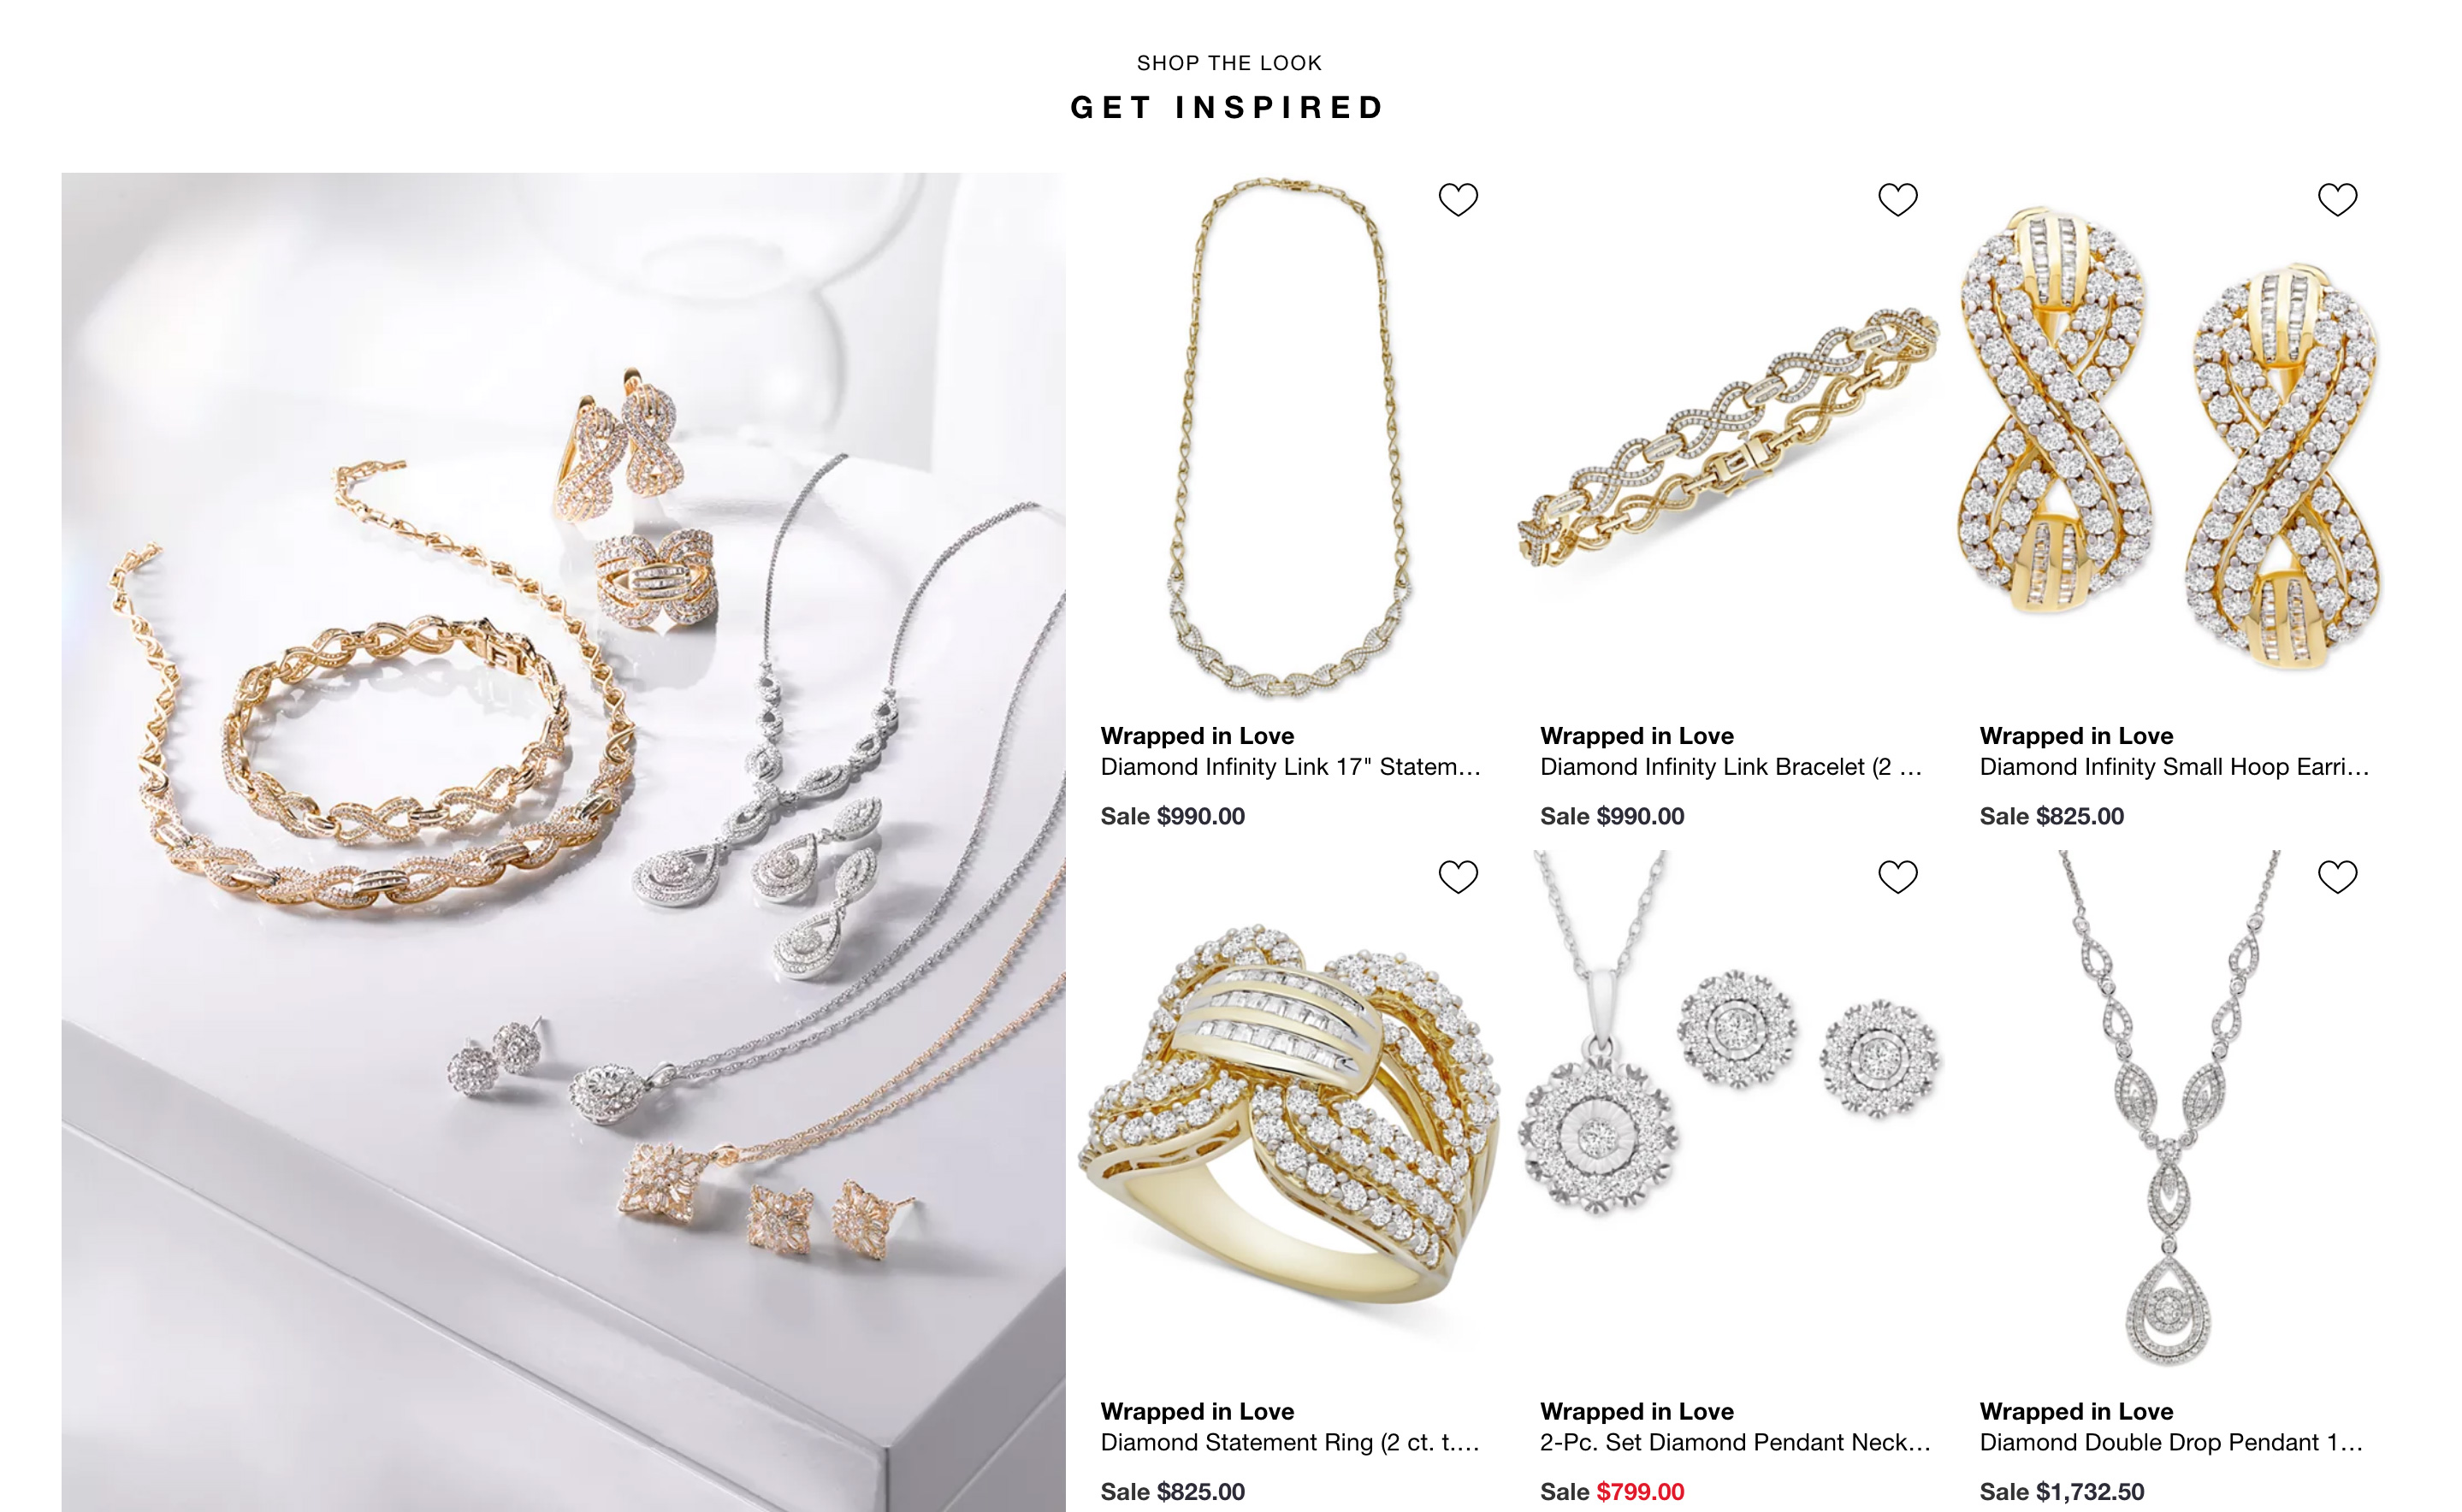 SHOP THE LOOK
GET INSPIRED
Wrapped in Love
Diamond Infinity Link 17" Statem...
Sale $990.00
Wrapped in Love
Diamond Infinity Link Bracelet (2 ...
Sale $990.00
Wrapped in Love
Diamond Infinity Small Hoop Earri...
Sale $825.00
Wrapped in Love
Diamond Statement Ring (2 ct. t....
Sale $825.00
Wrapped in Love
2-Pc. Set Diamond Pendant Neck...
Sale $799.00
Wrapped in Love
Diamond Double Drop Pendant 1...
Sale $1,732.50